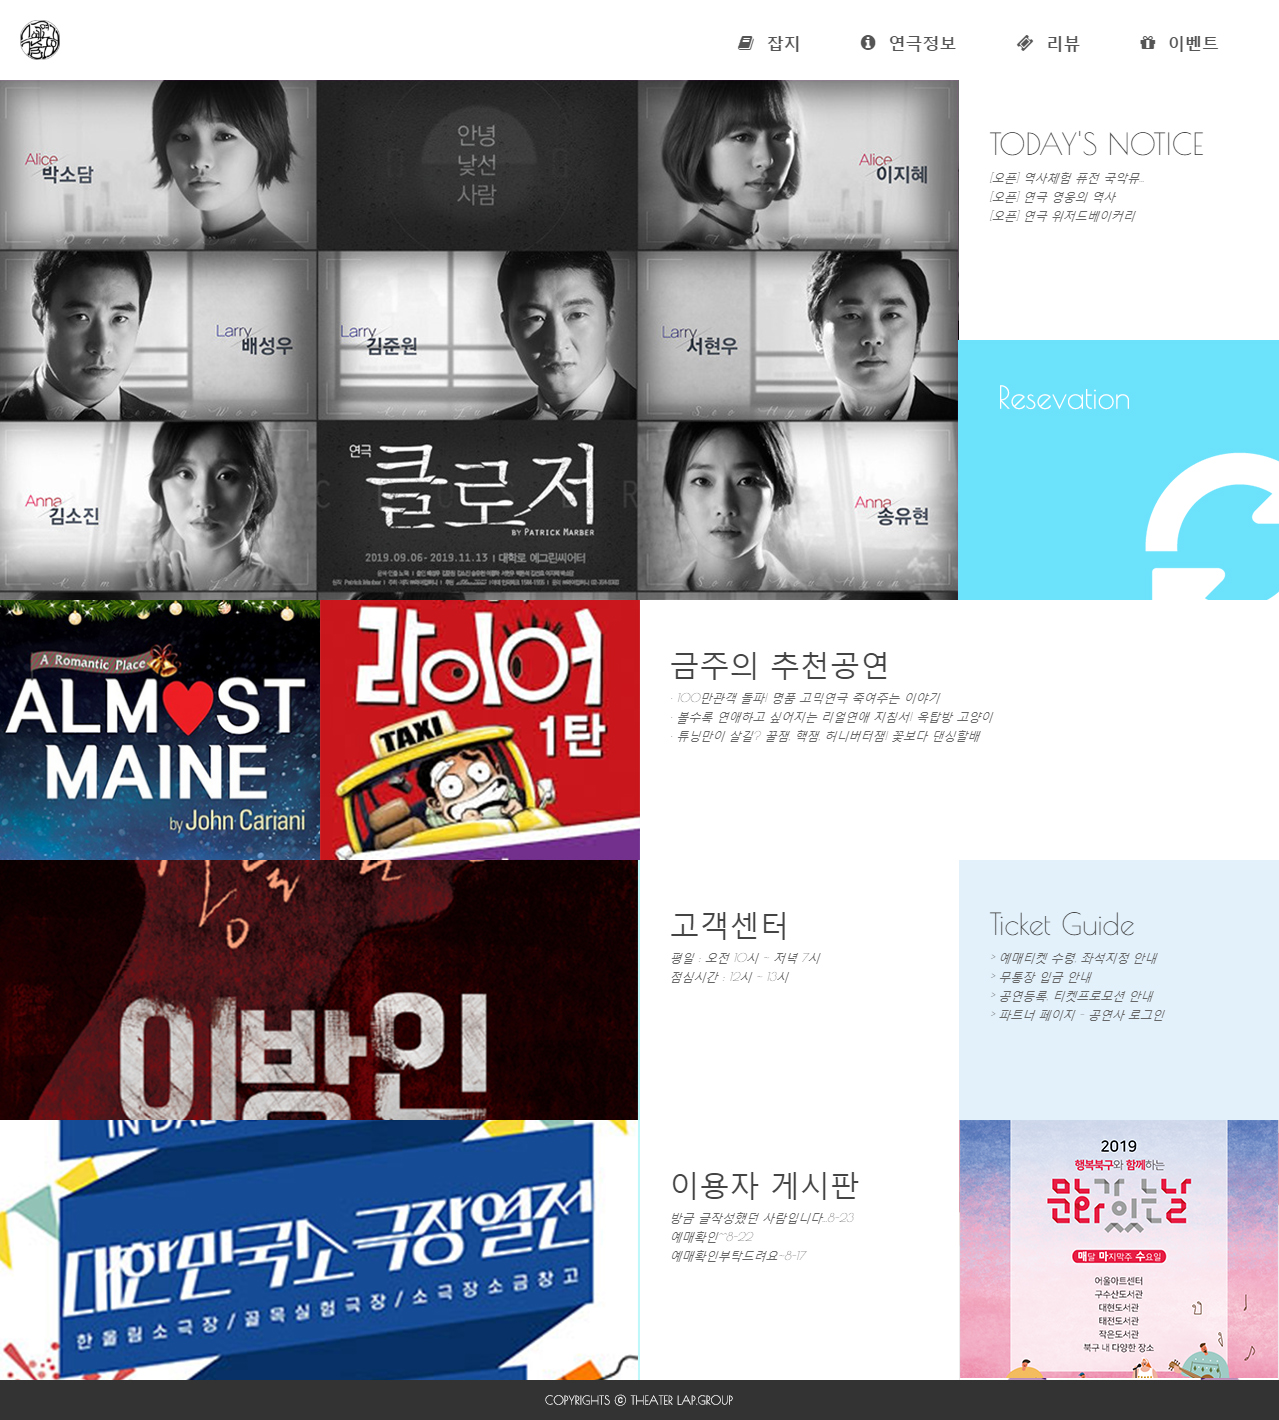 잡지
연극정보
리뷰
이벤트
Alice
박소담
안녕
낯선
사람
Alice
이지혜
TODAY'S NOTICE
[오픈] 역사체험 퓨전 국악뮤...
[오픈] 연극 영웅의 역사
[오픈] 연극 위저드베이커리
Larry
배성우
Larry
김준원
Larry
서현우
Resevation
Anna
김소진
연극
클로저
BY PATRICK MARBER
2019.09.06- 2019.11.13 | 대학로 예그린씨어터
Anna
송유현
A Romantic Place
ALMOST
MAINE
by John Cariani
라이어
1탄
TAXI
금주의 추천공연
· 100만관객 돌파! 명품 고믹연극 죽여주는 이야기
· 볼수록 연애하고 싶어지는 리얼연애 지침서! 옥탑방 고양이
· 튜닝만이 살길? 꿀잼 핵잼 허니버터잼! 꽃보다 댄싱할배
이방인
고객센터
평일 : 오전 10시 - 저녁 7시
점심시간 : 12시 - 13시
Ticket Guide
> 예매티켓 수령, 좌석지정 안내
> 무통장 입금 안내
> 공연등록, 티켓프로모션 안내
> 파트너 페이지 - 공연사 로그인
대한민국소극장열전
한울림소극장/골목실험극장/소극장소금창고
이용자 게시판
방금 글작성했던 사람입니다...8-23
예매확인~8-22
예매확인부탁드려요~8-17
2019
행복북구와 함께하는
문화가 있는 날
매달 마지막주 수요일
어울아트센터
구수산도서관
대현도서관
태전도서관
작은도서관
북구 내 다양한 장소
COPYRIGHTS ⓒ THEATER LAP.GROUP